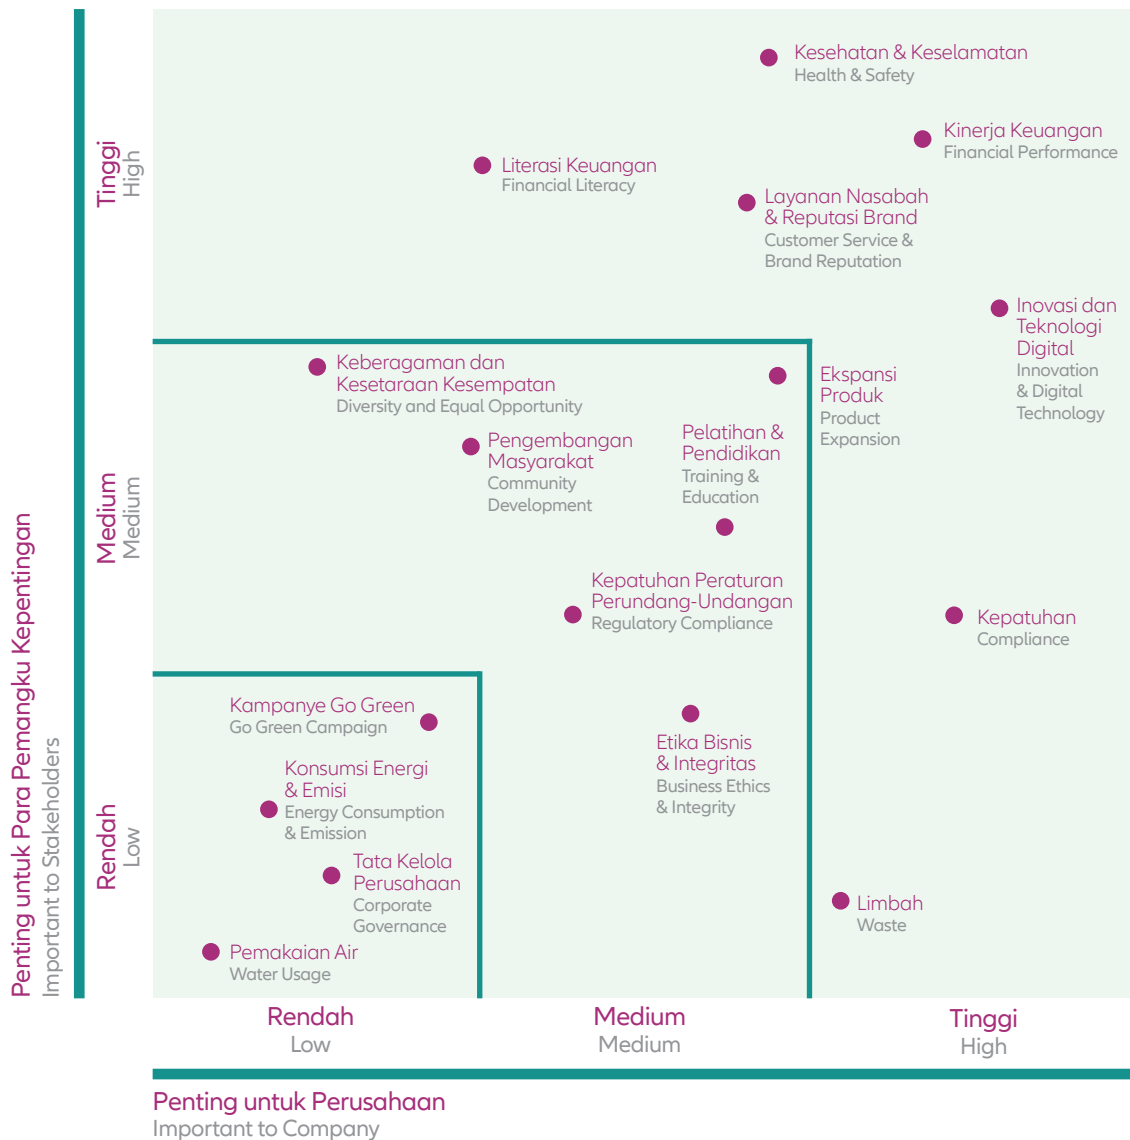 Penting untuk Para Pemangku Kepentingan
Important to Stakeholders
Tinggi
High
Medium
Medium
Rendah
Low
Kesehatan & Keselamatan
Health & Safety
Kinerja Keuangan
Financial Performance
Literasi Keuangan
Financial Literacy
Layanan Nasabah
& Reputasi Brand
Customer Service &
Brand Reputation
Inovasi dan
Teknologi
Digital
Innovation
& Digital
Technology
Keberagaman dan
Kesetaraan Kesempatan
Diversity and Equal Opportunity
Ekspansi
Produk
Product
Expansion
Pengembangan
Masyarakat
Community
Development
Pelatihan &
Pendidikan
Training &
Education
Kepatuhan Peraturan
Perundang-Undangan
Regulatory Compliance
Kepatuhan
Compliance
Kampanye Go Green
Go Green Campaign
Etika Bisnis
& Integritas
Business Ethics
& Integrity
Konsumsi Energi
& Emisi
Energy Consumption
& Emission
Tata Kelola
Perusahaan
Corporate
Governance
Limbah
Waste
Pemakaian Air
Water Usage
Rendah
Low
Medium
Medium
Tinggi
High
Penting untuk Perusahaan
Important to Company